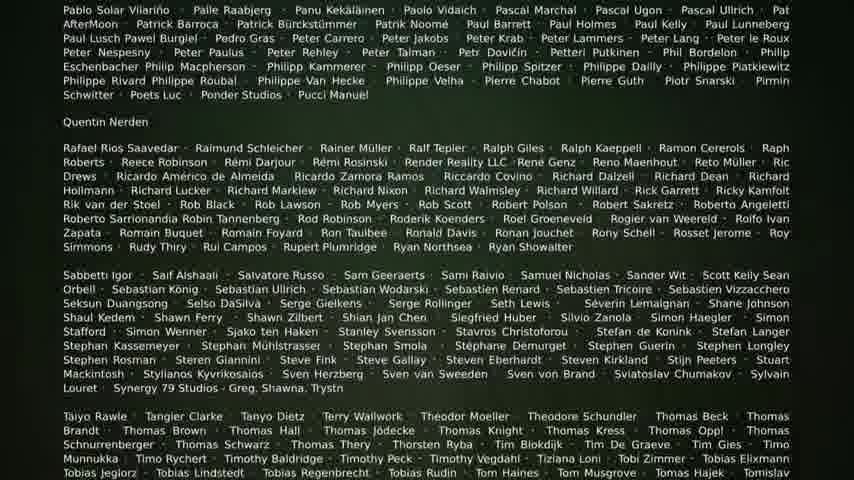 Pablo Solar Vilariño · Palle Raabjerg · Panu Kekäläinen · Paolo Vidaich · Pascal Marchal · Pascal Ugon · Pascal Ullrich · Pat
AfterMoon · Patrick Barroca · Patrick Bürckstümmer · Patrik Noomé · Paul Barrett · Paul Holmes · Paul Kelly · Paul Lunneberg
Paul Lusch Pawel Burgiel · Pedro Gras · Peter Carrero · Peter Jakobs · Peter Krab · Peter Lammers · Peter Lang · Peter le Roux
Peter Nespesny · Peter Paulus · Peter Rehley · Peter Talman · Petr Dovičin · Petteri Putkinen · Phil Bordelon · Philip
Eschenbacher Philip Macpherson · Philipp Kammerer · Philipp Oeser · Philipp Spitzer · Philippe Dailly · Philippe Piatkiewitz
Philippe Rivard Philippe Roubal · Philippe Van Hecke · Philippe Velha · Pierre Chabot · Pierre Guth · Piotr Snarski · Pirmin
Schwitter · Poets Luc · Ponder Studios · Pucci Manuel
Quentin Nerden
Rafael Rios Saavedar · Raimund Schleicher · Rainer Müller · Ralf Tepler · Ralph Giles · Ralph Kaeppeli · Ramon Cererols · Raph
Roberts · Reece Robinson · Rémi Darjour · Rémi Rosinski · Render Reality LLC · René Genz · Reno Maenhout · Reto Müller · Ric
Drews · Ricardo Américo de Almeida · Ricardo Zamora Ramos · Riccardo Covino · Richard Dalzell · Richard Dean · Richard
Hollmann · Richard Lucker · Richard Markiew · Richard Nixon · Richard Walmsley · Richard Willard · Rick Garrett · Ricky Kamfolt
Rik van der Stoel · Rob Black · Rob Lawson · Rob Myers · Rob Scott · Robert Polson · Robert Sakretz · Roberto Angeletti
Roberto Sarrionandia Robin Tannenberg · Rod Robinson · Roderik Koenders · Roel Groeneveld · Rogier van Weereld · Rolfo Ivan
Zapata · Romain Buquet · Romain Foyard · Ron Taulbee · Ronald Davis · Ronan Jouchet · Rony Schell · Rosset Jerome · Roy
Simmons · Rudy Thiry · Rui Campos · Rupert Plumridge · Ryan Northsea · Ryan Showalter
Sabbetti Igor · Saif Alshaali · Salvatore Russo · Sam Geeraerts · Sami Raivio · Samuel Nicholas · Sander Wit · Scott Kelly Sean
Orbell · Sebastian König · Sebastian Ullrich · Sebastian Wodarski · Sebastien Renard · Sebastien Tricoire · Sebastien Vizzacchero
Seksun Duangsong · Selso DaSilva · Serge Gielkens · Serge Rollinger · Seth Lewis · Séverin Lemaignan · Shane Johnson
Shaul Kedem · Shawn Ferry · Shawn Zilbert · Shian Jan Chen · Siegfried Huber · Silvio Zanola · Simon Haegler · Simon
Stafford · Simon Wenner · Sjako ten Haken · Stanley Svensson · Stavros Christoforou · Stefan de Konink · Stefan Langer
Stephan Kassemeyer · Stephan Mühlstrasser · Stephan Smola · Stéphane Demurget · Stephen Guerin · Stephen Longley
Stephen Rosman · Steren Giannini · Steve Fink · Steve Gallay · Steven Eberhardt · Steven Kirkland · Stijn Peeters · Stuart
Mackintosh · Stylianos Kyvrikosaios · Sven Herzberg · Sven van Sweeden · Sven von Brand · Sviatoslav Chumakov · Sylvain
Louret · Synergy 79 Studios - Greg, Shawna, Trystn
Taiyo Rawle · Tangier Clarke · Tanyo Dietz · Terry Wallwork · Theodor Moeller · Theodore Schundler · Thomas Beck · Thomas
Brandt · Thomas Brown · Thomas Hall · Thomas Jödecke · Thomas Knight · Thomas Kress · Thomas Oppl · Thomas
Schnurrenberger · Thomas Schwarz · Thomas Thery · Thorsten Ryba · Tim Blokdijk · Tim De Graeve · Tim Gies · Timo
Munnukka · Timo Rychert · Timothy Baldridge · Timothy Peck · Timothy Vegdahl · Tiziana Loni · Tobi Zimmer · Tobias Elixmann
Tobias Jeglorz · Tobias Lindstedt · Tobias Regenbrecht · Tobias Rudin · Tom Haines · Tom Musgrove · Tomas Hajek · Tomislav